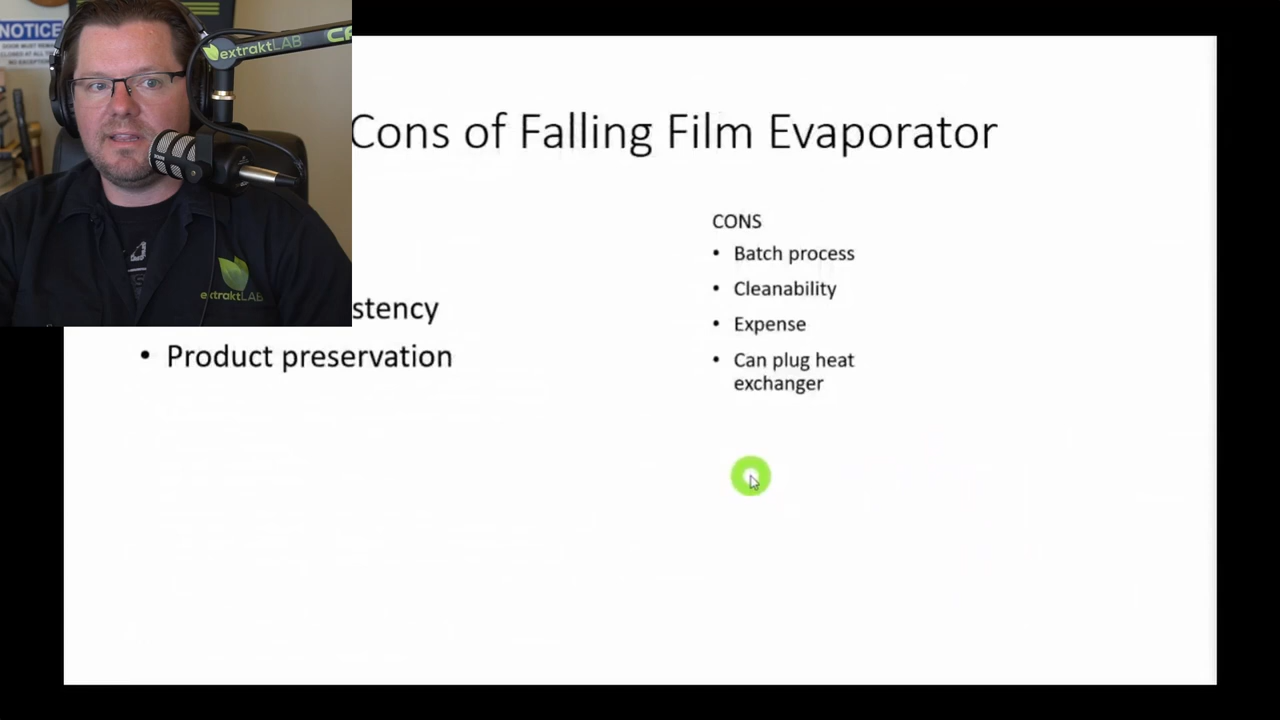 NOTICE
extraktLAB
Cons of Falling Film Evaporator
CONS
• Batch process
• Cleanability
• Expense
• Can plug heat
exchanger
stency
• Product preservation
extraktLAB